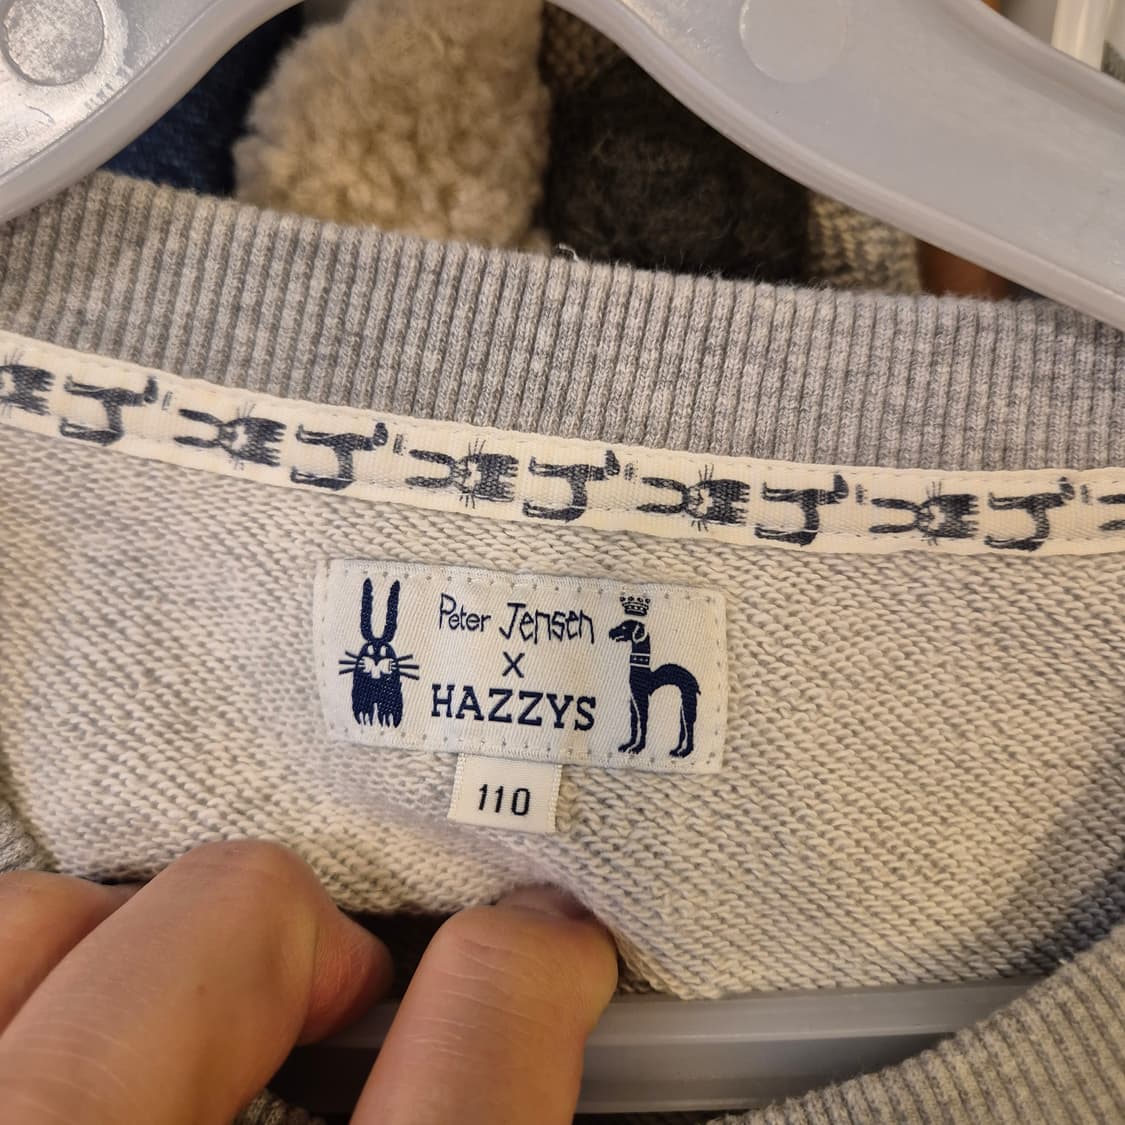 Peter Jensen
X
HAZZYS
110